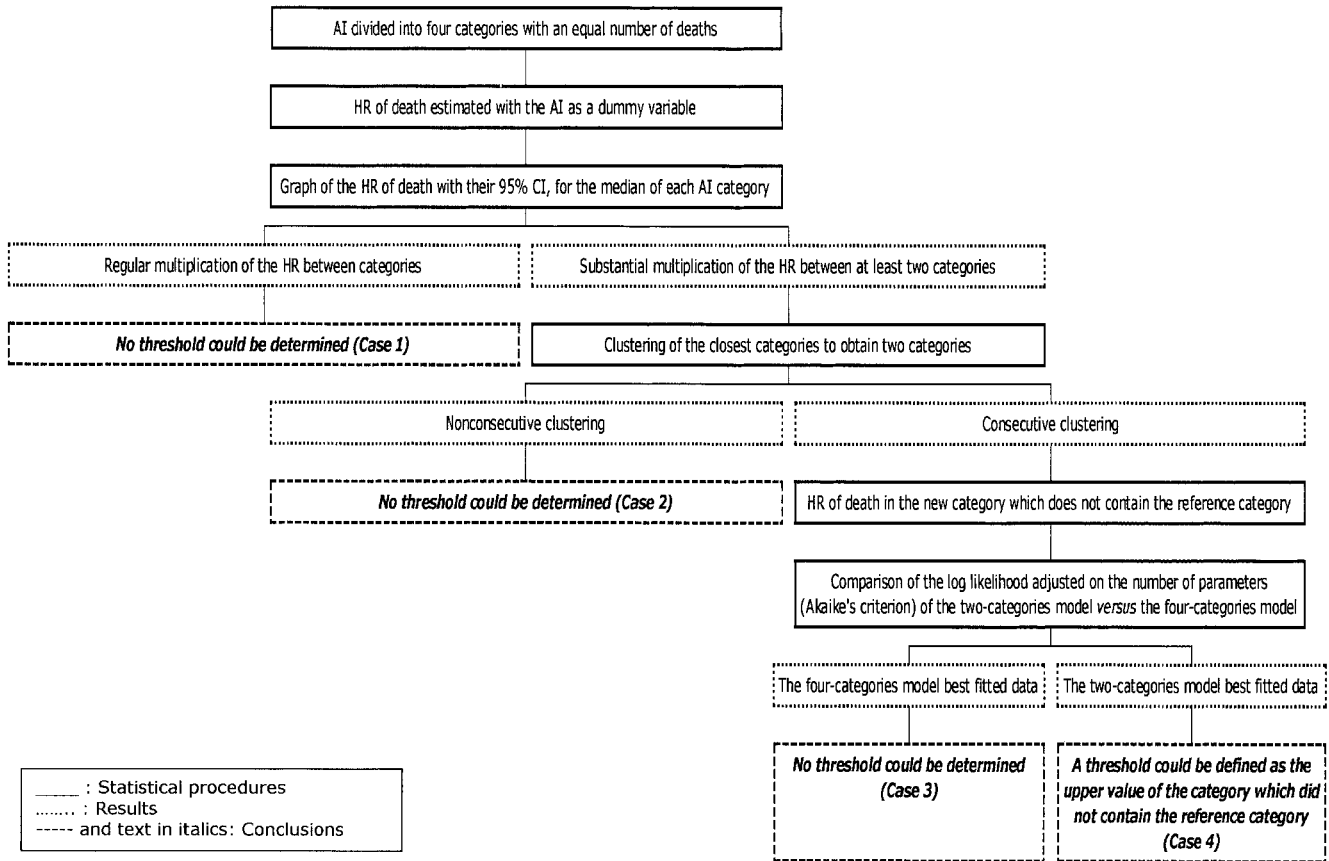 AI divided into four categories with an equal number of deaths
HR of death estimated with the AI as a dummy variable
Graph of the HR of death with their 95% CI, for the median of each AI category
Regular multiplication of the HR between categories
Substantial multiplication of the HR between at least two categories
No threshold could be determined (Case 1)
Clustering of the closest categories to obtain two categories
Nonconsecutive clustering
Consecutive clustering
No threshold could be determined (Case 2)
HR of death in the new category which does not contain the reference category
Comparison of the log likelihood adjusted on the number of parameters
(Akaike's criterion) of the two-categories model versus the four-categories model
The four-categories model best fitted data
The two-categories model best fitted data
No threshold could be determined
(Case 3)
A threshold could be defined as the
upper value of the category which did
not contain the reference category
(Case 4)
_____ : Statistical procedures
........ : Results
----- and text in italics: Conclusions